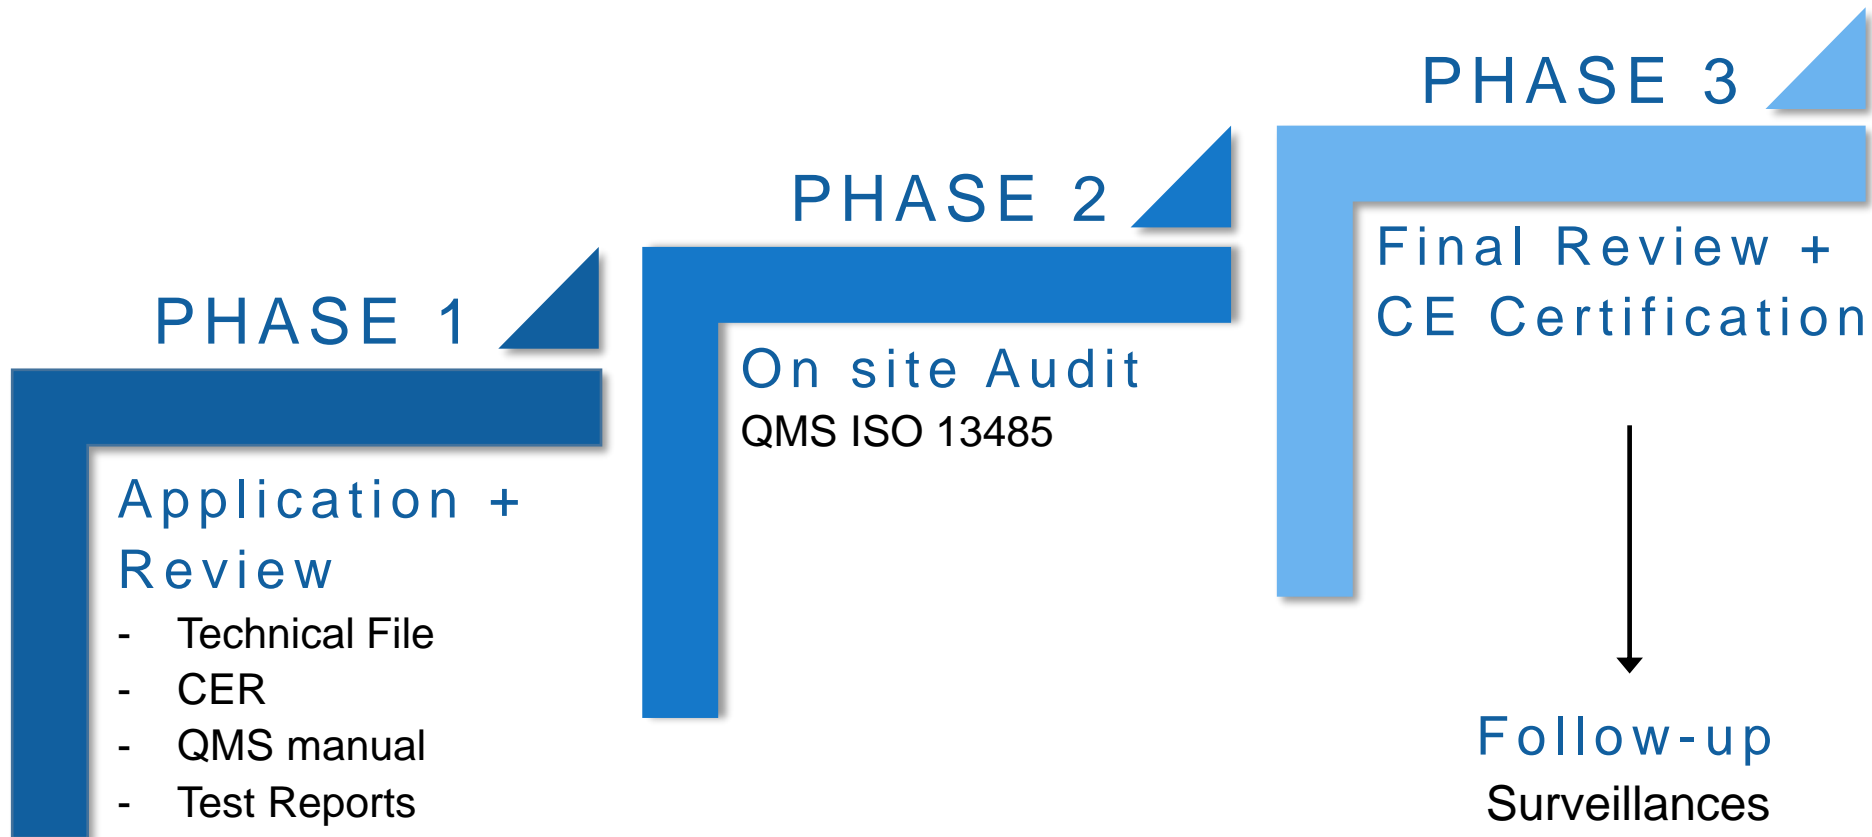 PHASE 1
Application +
Review
- Technical File
- CER
- QMS manual
- Test Reports
PHASE 2
On site Audit
QMS ISO 13485
PHASE 3
Final Review +
CE Certification
Follow-up
Surveillances